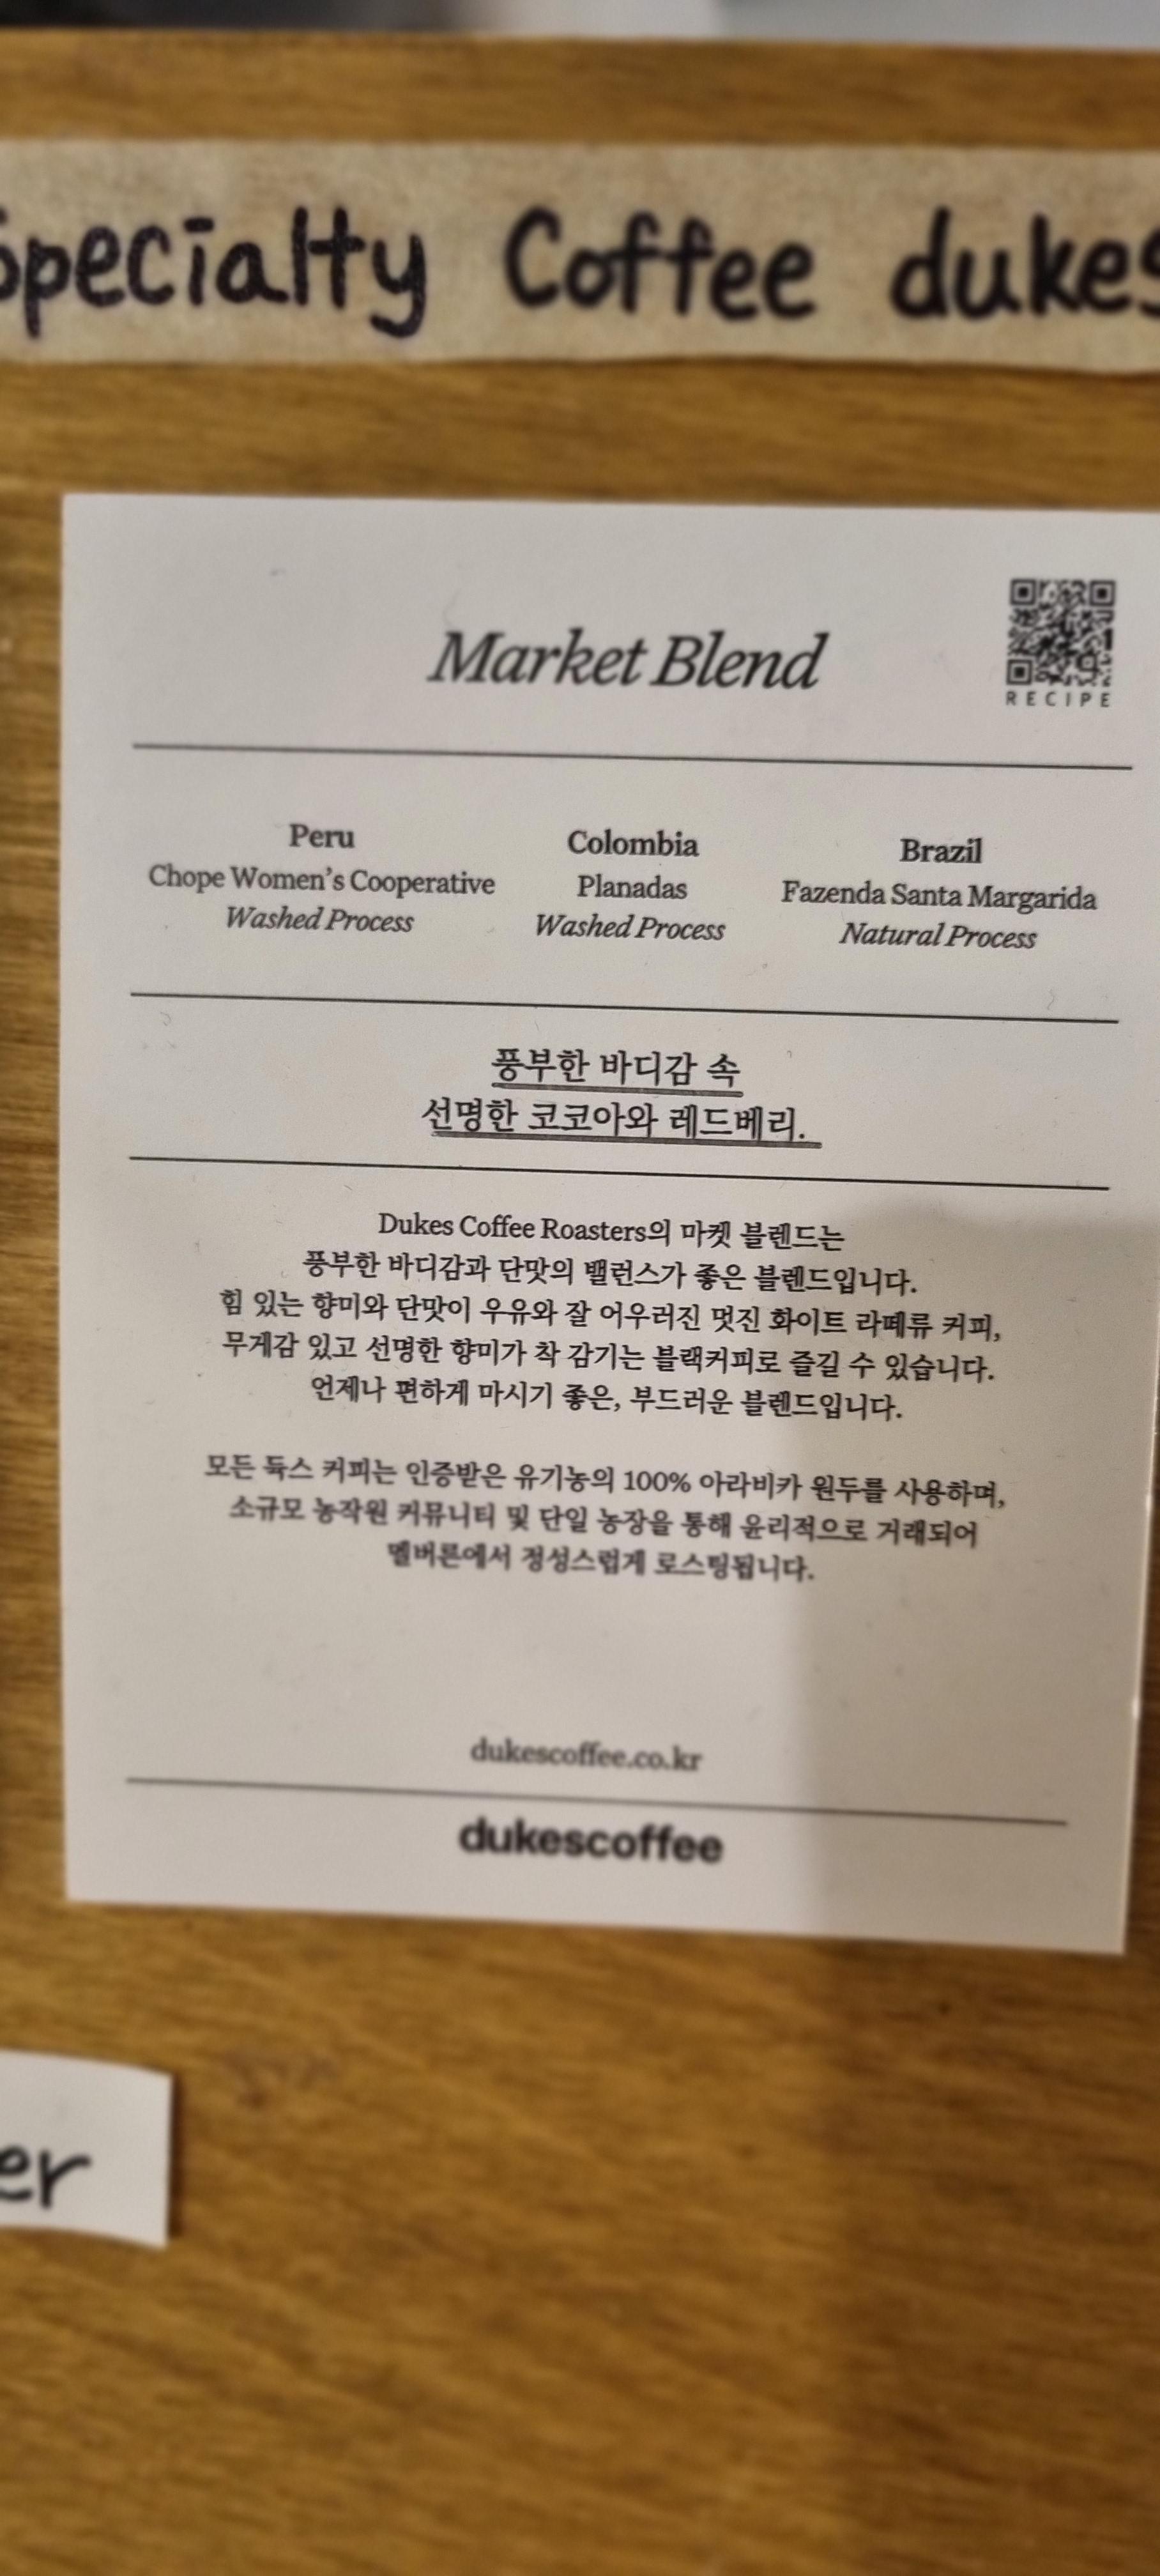 Specialty Coffee dukes
Market Blend
RECIPE
Peru
Chope Women's Cooperative
Washed Process
Colombia
Planadas
Washed Process
Brazil
Fazenda Santa Margarida
Natural Process
풍부한 바디감 속
선명한 코코아와 레드베리.
Dukes Coffee Roasters의 마켓 블렌드는
풍부한 바디감과 단맛의 밸런스가 좋은 블렌드입니다.
힘 있는 향미와 단맛이 우유와 잘 어우러진 멋진 화이트 라떼류 커피,
무게감 있고 선명한 향미가 착 감기는 블랙커피로 즐길 수 있습니다.
언제나 편하게 마시기 좋은, 부드러운 블렌드입니다.
모든 듁스 커피는 인증받은 유기농의 100% 아라비카 원두를 사용하며,
소규모 농작원 커뮤니티 및 단일 농장을 통해 윤리적으로 거래되어
멜버른에서 정성스럽게 로스팅됩니다.
dukescoffee.co.kr
dukescoffee
er